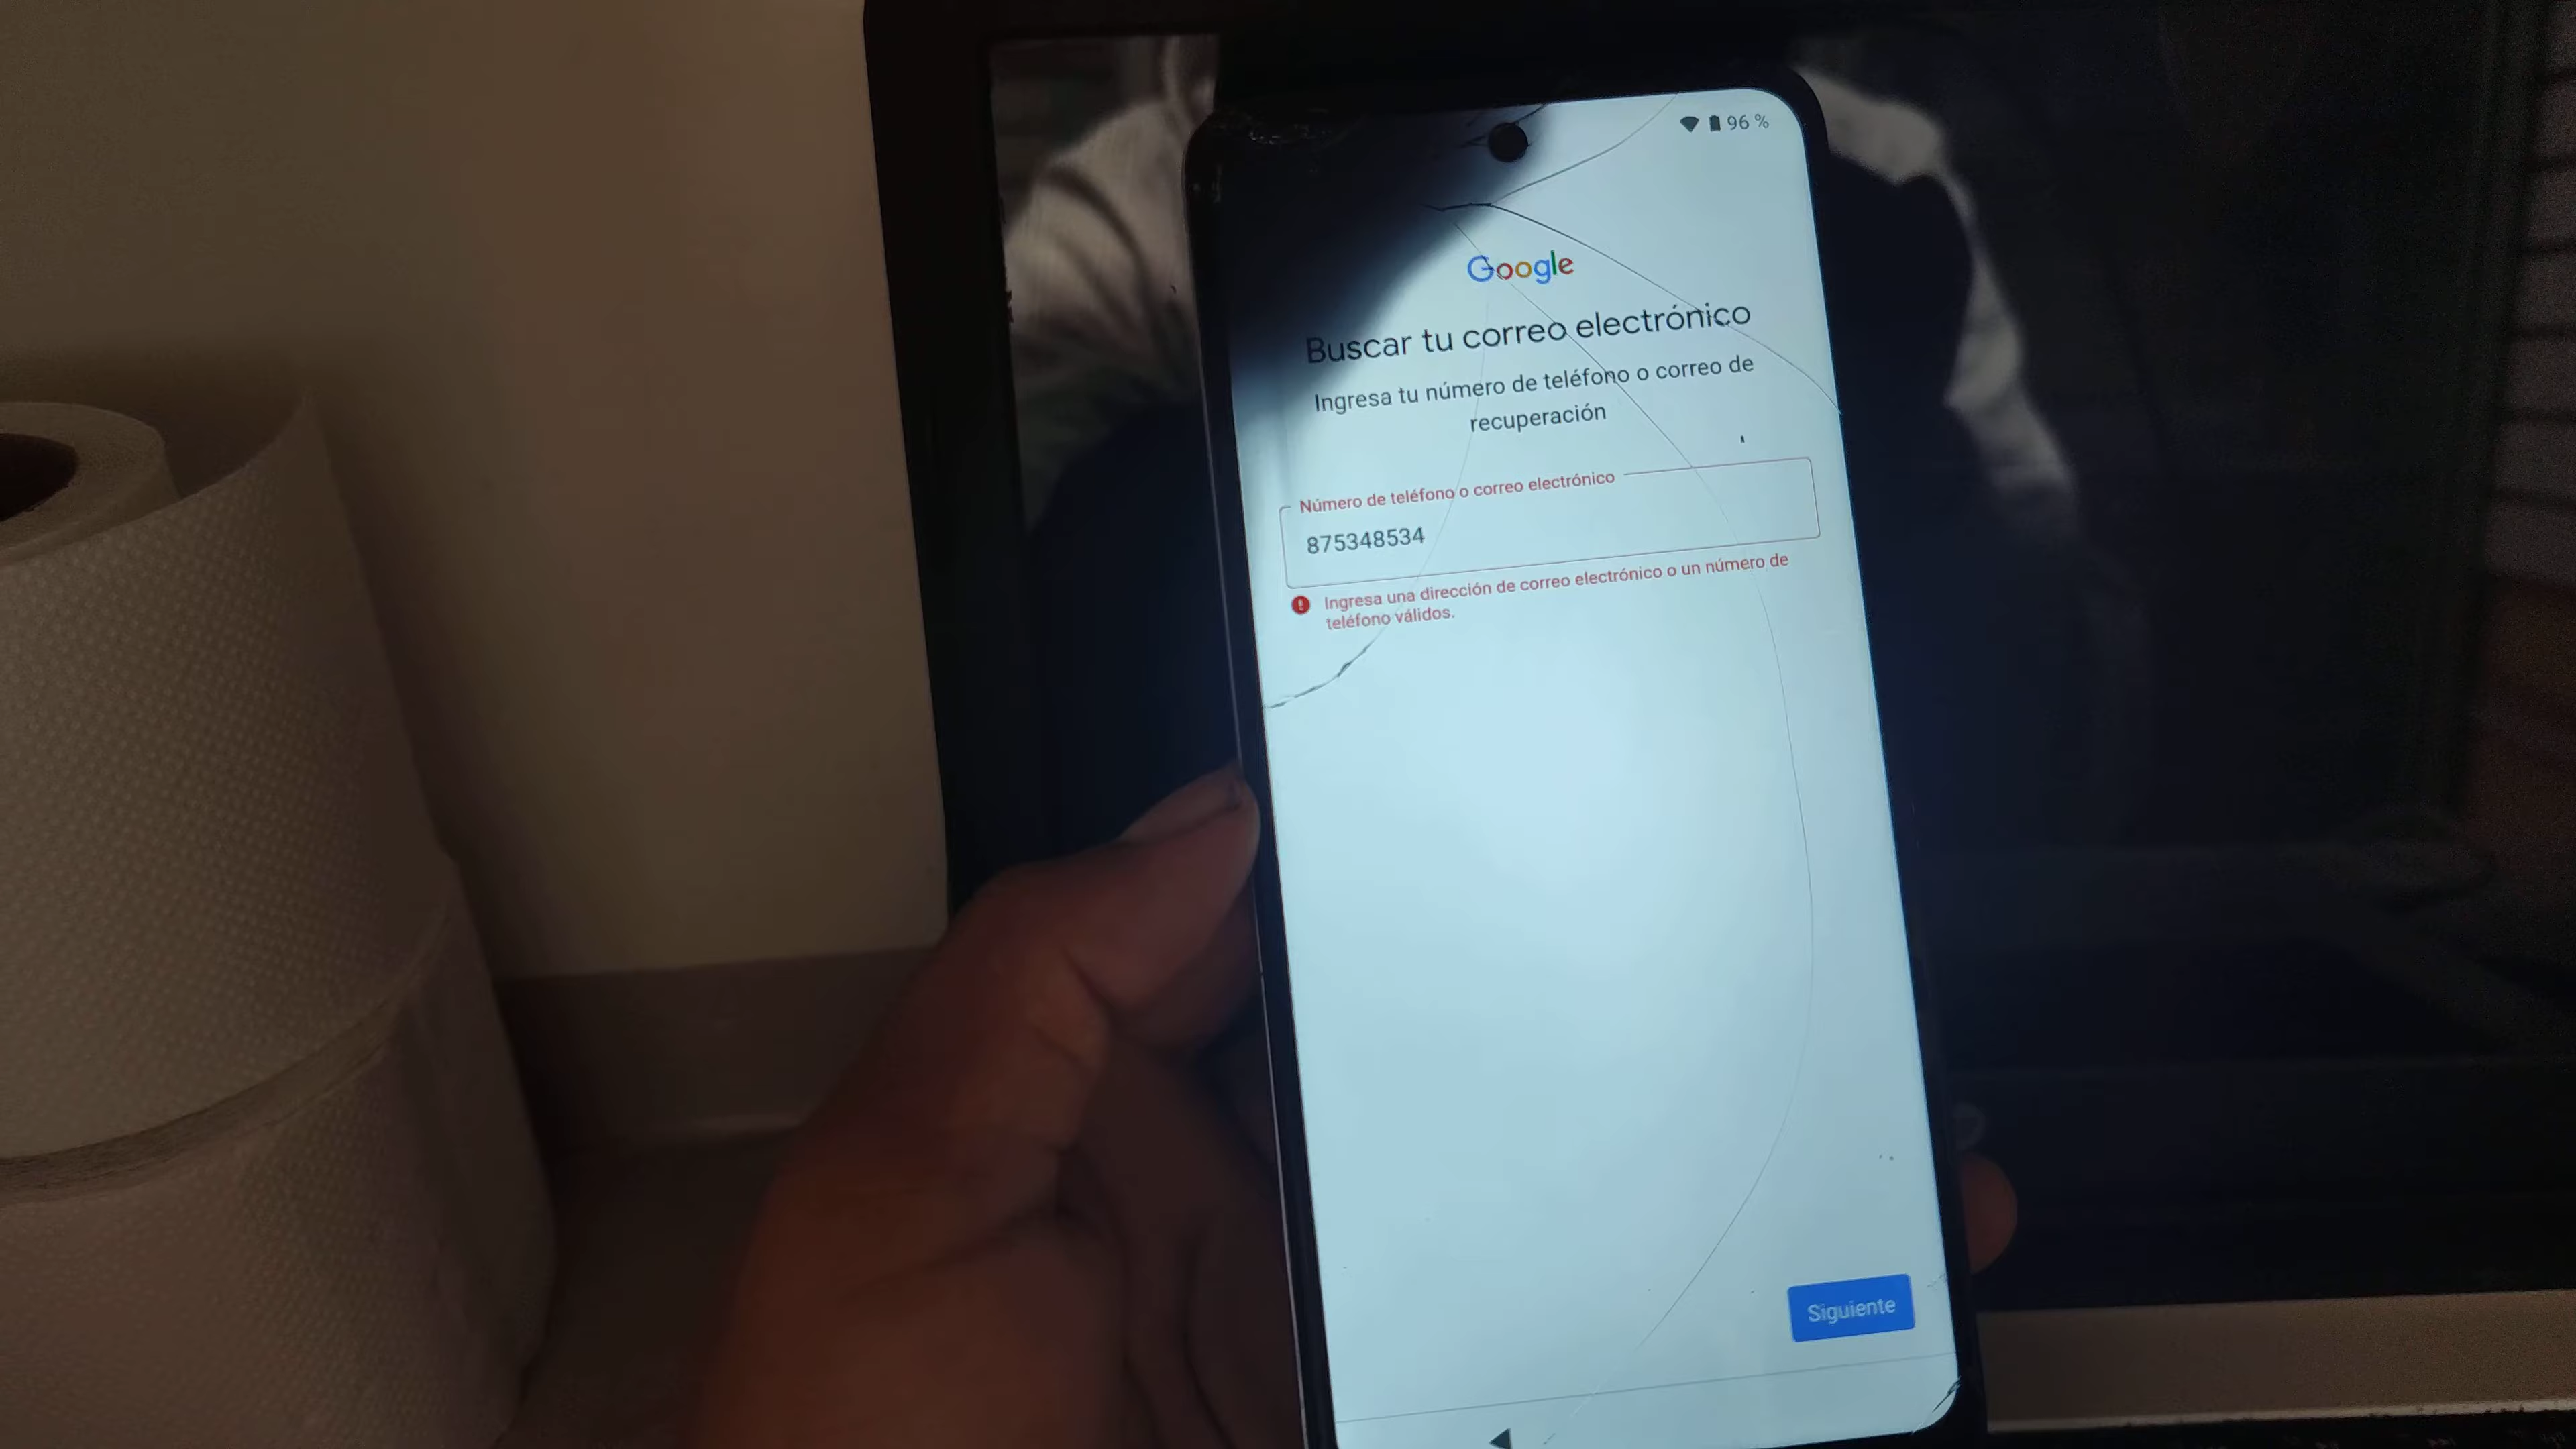 96 %
Google
Buscar tu correo electrónico
Ingresa tu número de teléfono o correo de
recuperación
Número de teléfono o correo electrónico
875348534
Ingresa una dirección de correo electrónico o un número de
teléfono válidos.
Siguiente